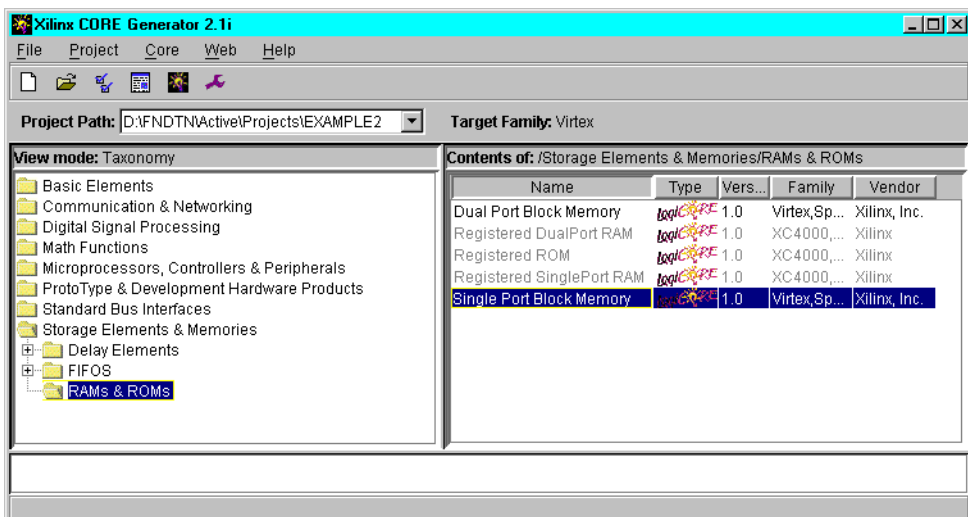 Xilinx CORE Generator 2.1i
File Project Core Web Help
Project Path: D:\FNDTN\Active\Projects\EXAMPLE2 Target Family: Virtex
View mode: Taxonomy
Basic Elements
Communication & Networking
Digital Signal Processing
Math Functions
Microprocessors, Controllers & Peripherals
ProtoType & Development Hardware Products
Standard Bus Interfaces
Storage Elements & Memories
Delay Elements
FIFOS
RAMs & ROMs
Contents of: /Storage Elements & Memories/RAMs & ROMs
Name Type Vers... Family Vendor
Dual Port Block Memory LogiCORE 1.0 Virtex,Sp... Xilinx, Inc.
Registered DualPort RAM LogiCORE 1.0 XC4000,... Xilinx
Registered ROM LogiCORE 1.0 XC4000,... Xilinx
Registered SinglePort RAM LogiCORE 1.0 XC4000,... Xilinx
Single Port Block Memory LogiCORE 1.0 Virtex,Sp... Xilinx, Inc.